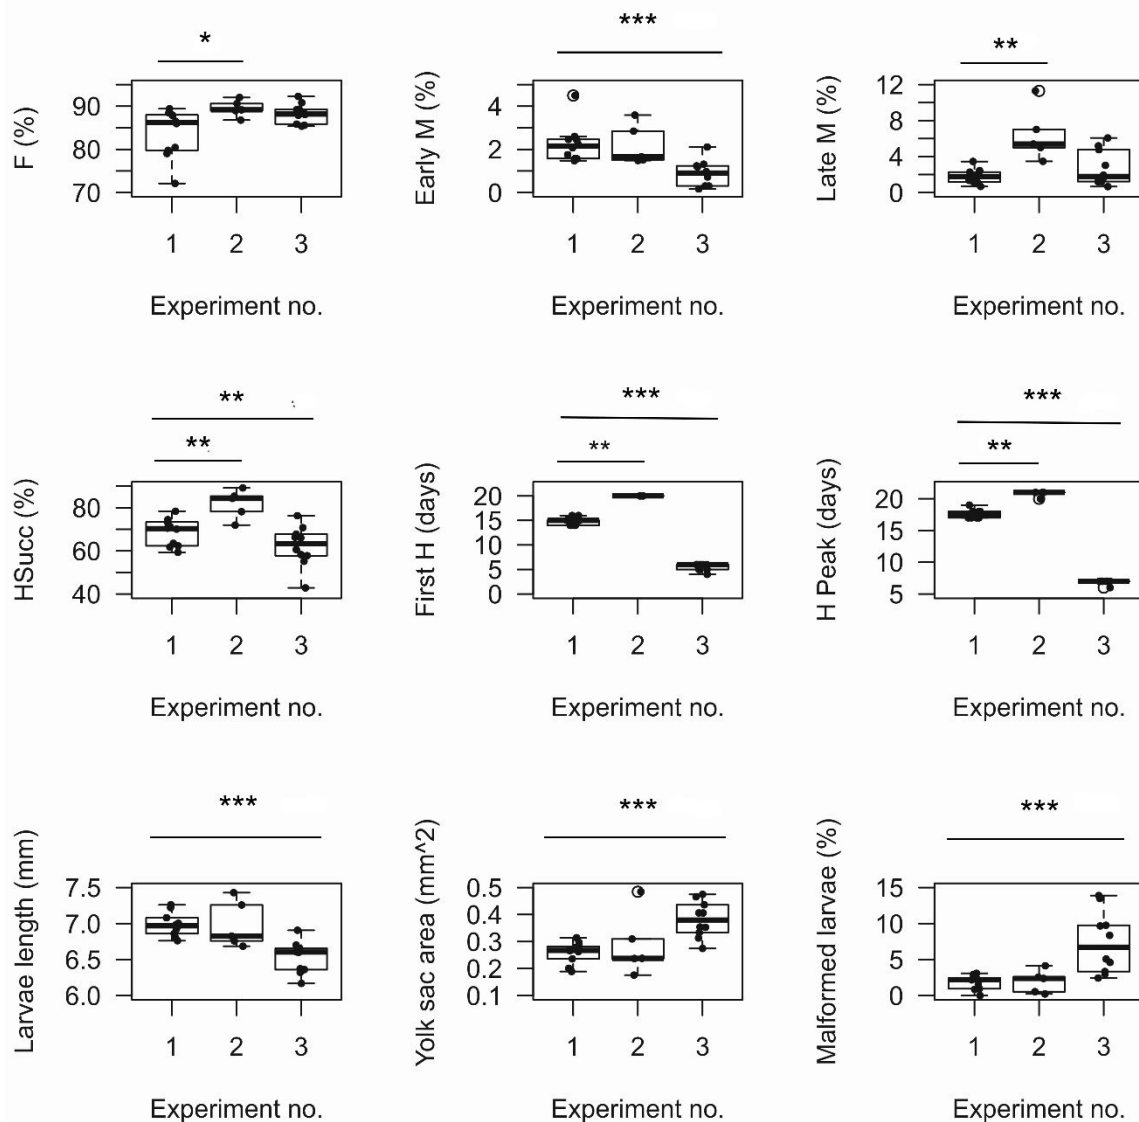 * *** **
F (%) Early M (%) Late M (%)
90 4 12
80 2 8
70 0 4
0
1 2 3 1 2 3 1 2 3
Experiment no. Experiment no. Experiment no.
** *** ***
** ** **
HSucc (%) First H (days) H Peak (days)
80 20 20
60 15 15
40 10 10
5 5
0
1 2 3 1 2 3 1 2 3
Experiment no. Experiment no. Experiment no.
*** *** ***
Larvae length (mm) Yolk sac area (mm^2) Malformed larvae (%)
7.5 0.5 15
7.0 0.4 10
6.5 0.3 5
6.0 0.2 0
0.1
1 2 3 1 2 3 1 2 3
Experiment no. Experiment no. Experiment no.